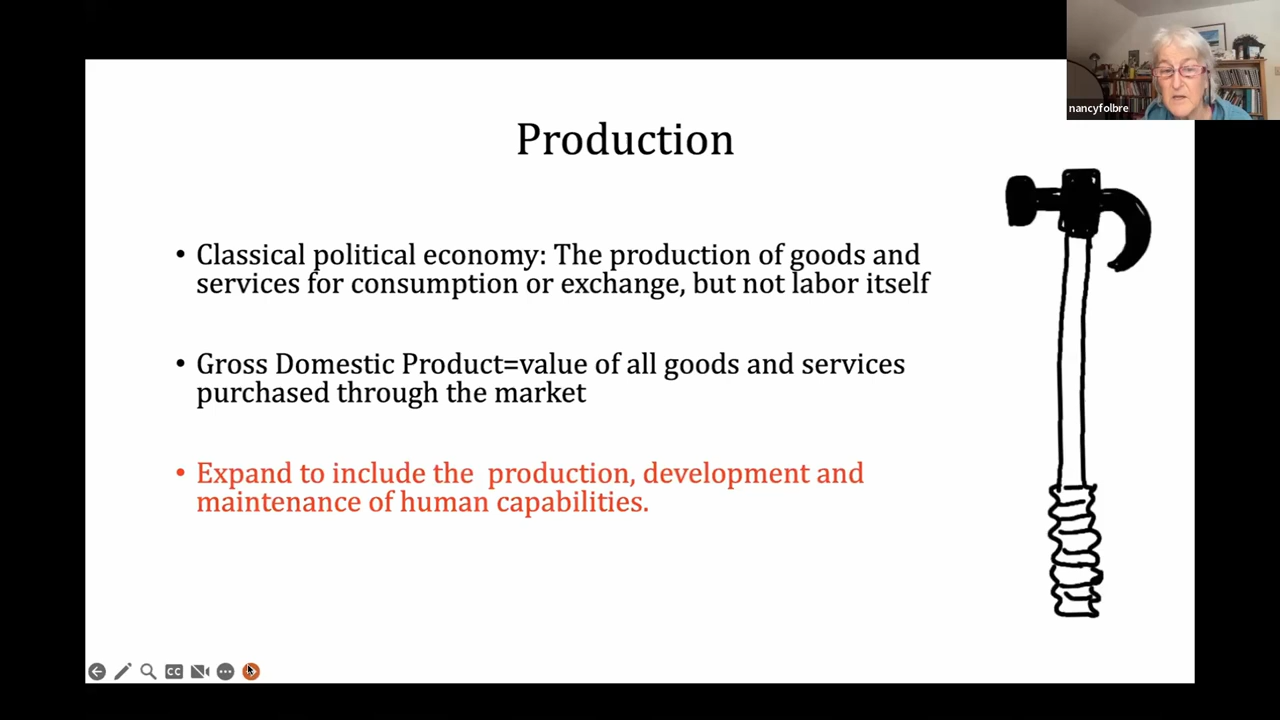 nancyfolbre
Production
• Classical political economy: The production of goods and
services for consumption or exchange, but not labor itself
• Gross Domestic Product=value of all goods and services
purchased through the market
• Expand to include the  production, development and
maintenance of human capabilities.
CC